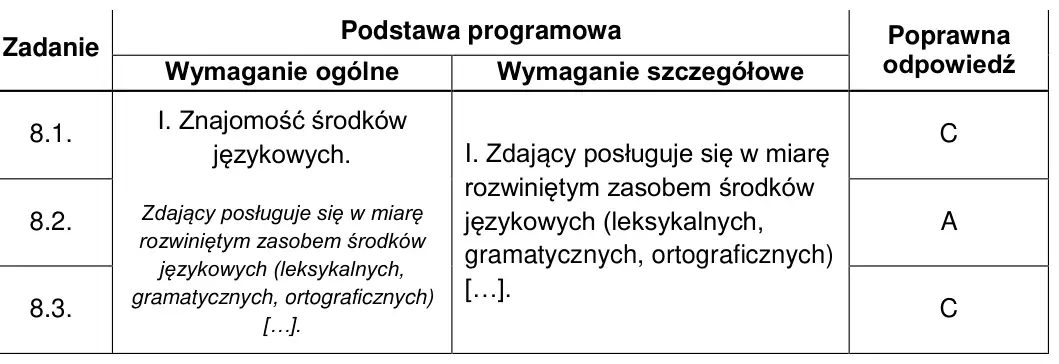 Zadanie
Podstawa programowa
Poprawna
odpowiedź
Wymaganie ogólne
Wymaganie szczegółowe
8.1.
I. Znajomość środków
językowych.
Zdający posługuje się w miarę
rozwiniętym zasobem środków
językowych (leksykalnych,
gramatycznych, ortograficznych)
[…].
I. Zdający posługuje się w miarę
rozwiniętym zasobem środków
językowych (leksykalnych,
gramatycznych, ortograficznych)
[…].
C
8.2.
A
8.3.
C